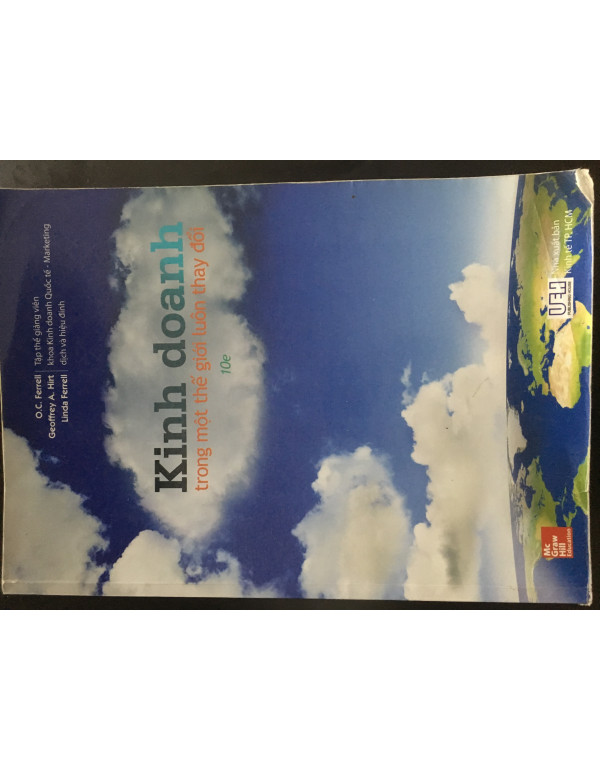 O.C. Ferrell | Tập thể giảng viên
Geoffrey A. Hirt | khoa Kinh doanh Quốc tế - Marketing
Linda Ferrell | dịch và hiệu đính
Kinh doanh
trong một thế giới luôn thay đổi
10e
Mc
Graw
Hill
Education
UEH
Nhà xuất bản
Kinh tế TP. HCM